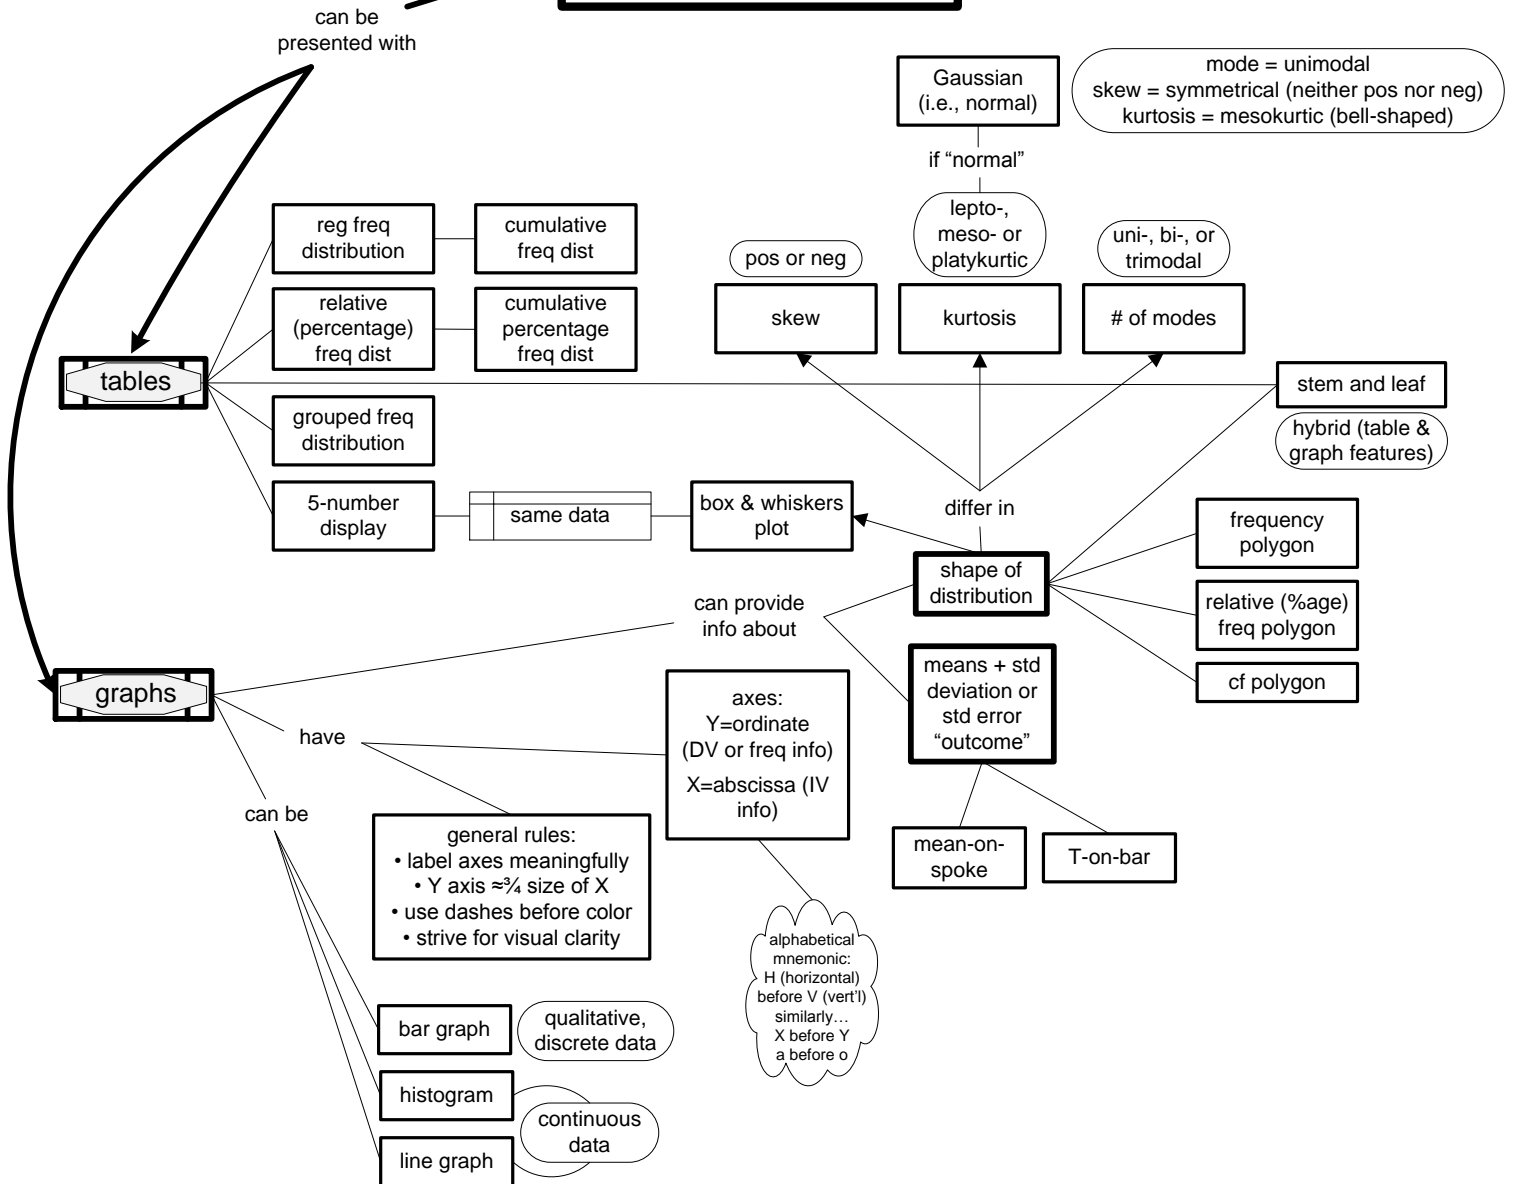 can be
presented with
Gaussian
(i.e., normal)
mode = unimodal
skew = symmetrical (neither pos nor neg)
kurtosis = mesokurtic (bell-shaped)
if “normal”
reg freq
distribution
cumulative
freq dist
lepto-,
meso- or
platykurtic
uni-, bi-, or
trimodal
pos or neg
relative
(percentage)
freq dist
cumulative
percentage
freq dist
skew
kurtosis
# of modes
tables
stem and leaf
grouped freq
distribution
hybrid (table &
graph features)
5-number
display
same data
box & whiskers
plot
differ in
frequency
polygon
shape of
distribution
can provide
info about
relative (%age)
freq polygon
cf polygon
graphs
means + std
deviation or
std error
“outcome”
axes:
Y=ordinate
(DV or freq info)
X=abscissa (IV
info)
have
can be
general rules:
• label axes meaningfully
• Y axis ≈¾ size of X
• use dashes before color
• strive for visual clarity
mean-on-
spoke
T-on-bar
alphabetical
mnemonic:
H (horizontal)
before V (vert’l)
similarly…
X before Y
a before o
bar graph
qualitative,
discrete data
histogram
continuous
data
line graph